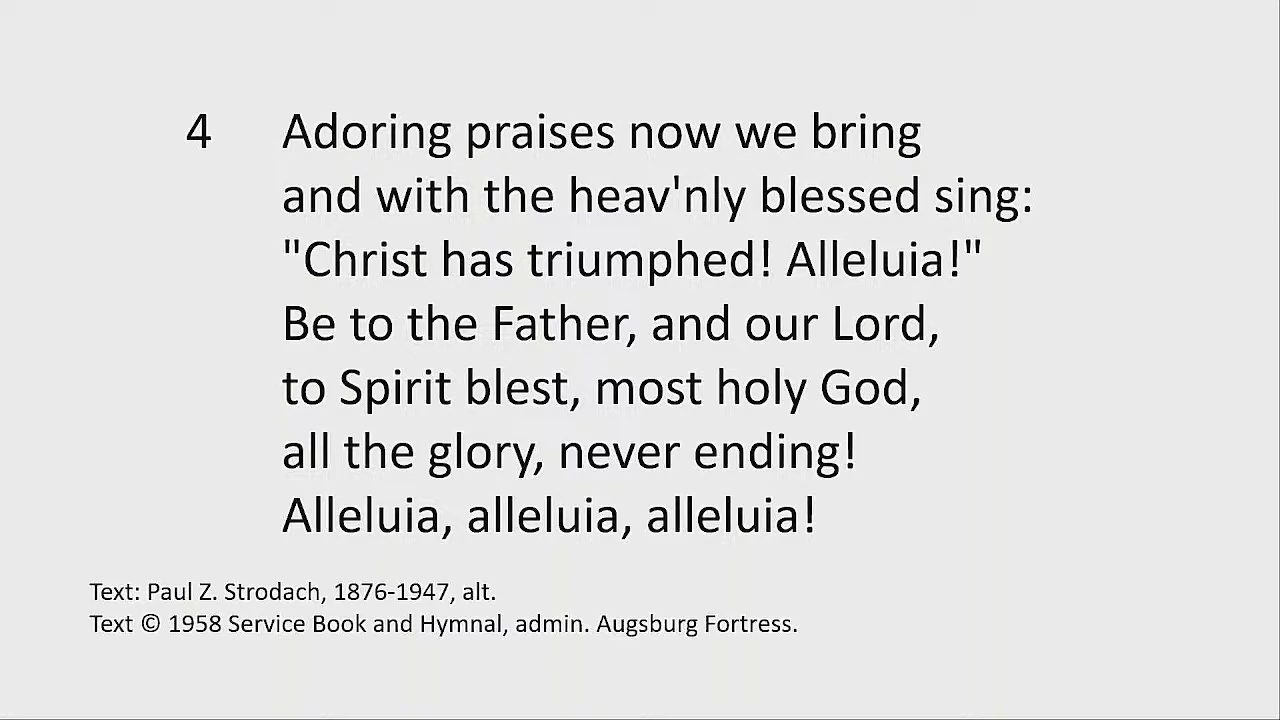 4 Adoring praises now we bring
and with the heav'nly blessed sing:
"Christ has triumphed! Alleluia!"
Be to the Father, and our Lord,
to Spirit blest, most holy God,
all the glory, never ending!
Alleluia, alleluia, alleluia!
Text: Paul Z. Strodach, 1876-1947, alt.
Text © 1958 Service Book and Hymnal, admin. Augsburg Fortress.